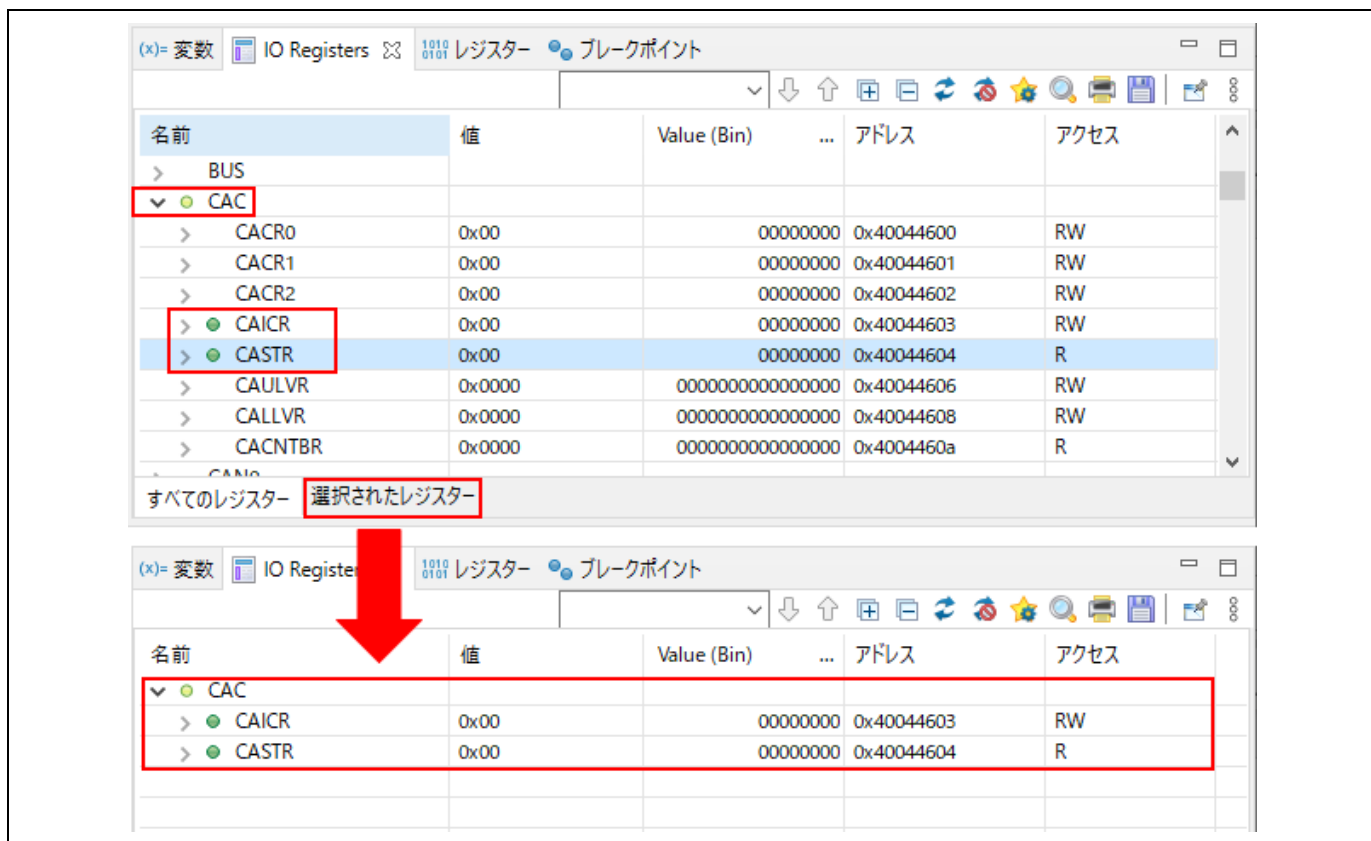 (x)= 変数 IO Registers レジスター ブレークポイント
名前 値 Value (Bin) ... アドレス アクセス
BUS
CAC
CACR0 0x00 00000000 0x40044600 RW
CACR1 0x00 00000000 0x40044601 RW
CACR2 0x00 00000000 0x40044602 RW
CAICR 0x00 00000000 0x40044603 RW
CASTR 0x00 00000000 0x40044604 R
CAULVR 0x0000 0000000000000000 0x40044606 RW
CALLVR 0x0000 0000000000000000 0x40044608 RW
CACNTBR 0x0000 0000000000000000 0x4004460a R
すべてのレジスター 選択されたレジスター
(x)= 変数 IO Register レジスター ブレークポイント
名前 値 Value (Bin) ... アドレス アクセス
CAC
CAICR 0x00 00000000 0x40044603 RW
CASTR 0x00 00000000 0x40044604 R